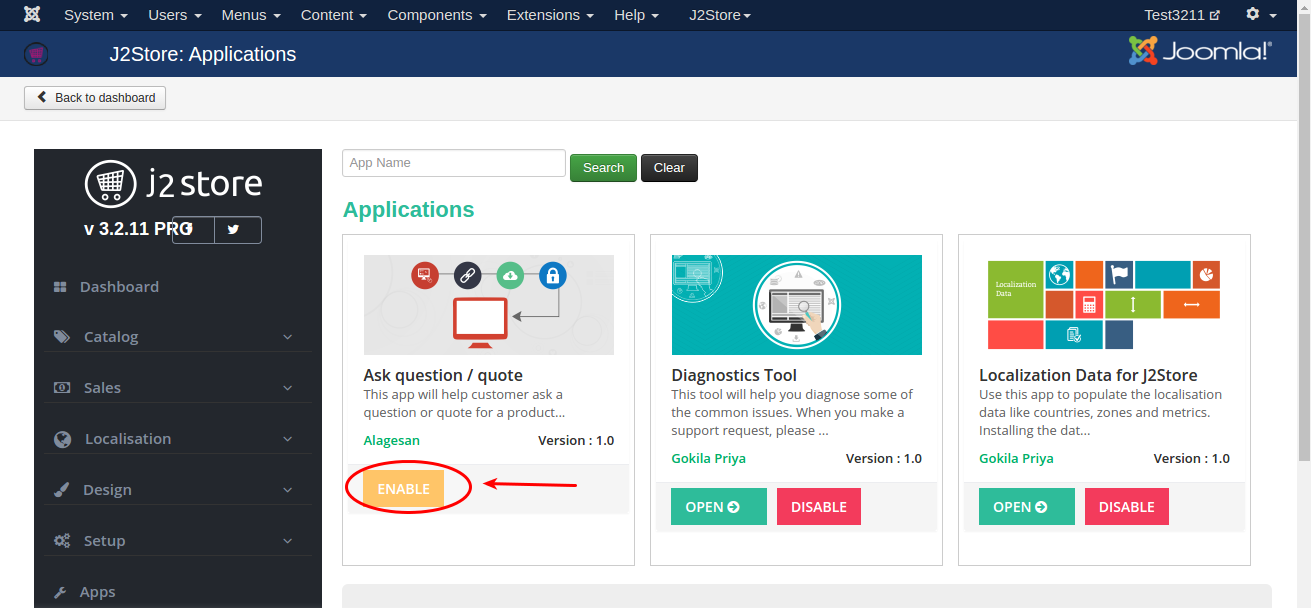 System Users Menus Content Components Extensions Help J2Store Test3211
J2Store: Applications Joomla!®
Back to dashboard
j2store
v 3.2.11 PRO
Dashboard
Catalog
Sales
Localisation
Design
Setup
Apps
App Name Search Clear
Applications
Ask question / quote
This app will help customer ask a
question or quote for a product...
Alagesan Version : 1.0
ENABLE
Diagnostics Tool
This tool will help you diagnose some of
the common issues. When you make a
support request, please ...
Gokila Priya Version : 1.0
OPEN DISABLE
Localization
Data
Localization Data for J2Store
Use this app to populate the localisation
data like countries, zones and metrics.
Installing the dat...
Gokila Priya Version : 1.0
OPEN DISABLE